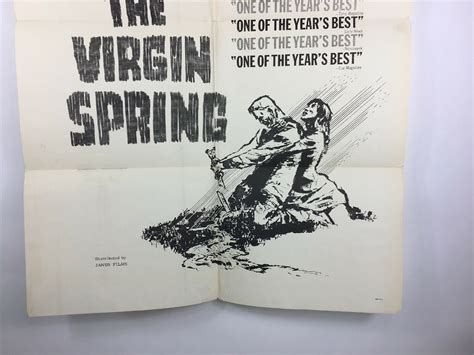 THE
VIRGIN
SPRING
"ONE OF THE YEAR'S BEST"
"ONE OF THE YEAR'S BEST"
"ONE OF THE YEAR'S BEST"
"ONE OF THE YEAR'S BEST"
Distributed by
JANUS FILMS